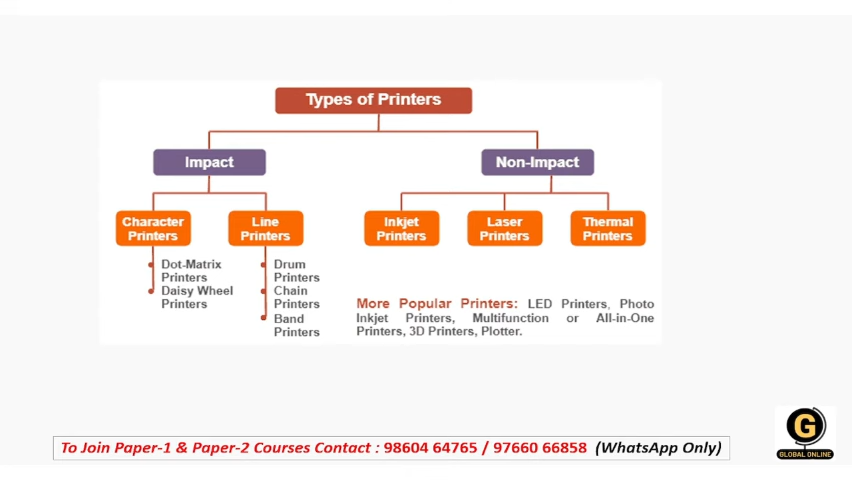 Types of Printers
Impact
Non-Impact
Character
Printers
Line
Printers
Inkjet
Printers
Laser
Printers
Thermal
Printers
Dot-Matrix
Printers
Daisy Wheel
Printers
Drum
Printers
Chain
Printers
Band
Printers
More Popular Printers: LED Printers, Photo
Inkjet Printers, Multifunction or All-in-One
Printers, 3D Printers, Plotter.
To Join Paper-1 & Paper-2 Courses Contact : 98604 64765 / 97660 66858 (WhatsApp Only)
G
GLOBAL ONLINE